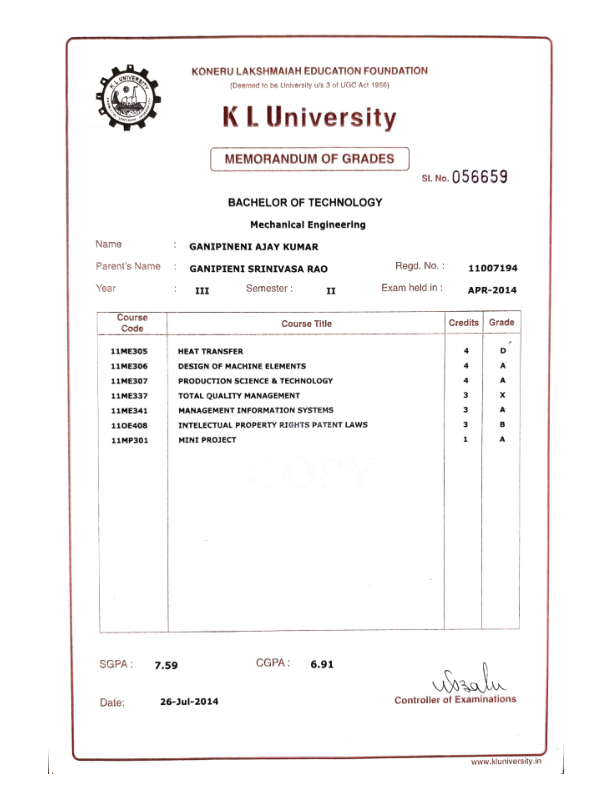 KONERU LAKSHMAIAH EDUCATION FOUNDATION
(Deemed to be University u/s 3 of UGC Act 1956)
K L University
MEMORANDUM OF GRADES
Sl. No. 056659
BACHELOR OF TECHNOLOGY
Mechanical Engineering
Name : GANIPINENI AJAY KUMAR
Parent's Name : GANIPIENI SRINIVASA RAO Regd. No. : 11007194
Year : III Semester : II Exam held in : APR-2014
Course Code Course Title Credits Grade
11ME305 HEAT TRANSFER 4 D
11ME306 DESIGN OF MACHINE ELEMENTS 4 A
11ME307 PRODUCTION SCIENCE & TECHNOLOGY 4 A
11ME337 TOTAL QUALITY MANAGEMENT 3 X
11ME341 MANAGEMENT INFORMATION SYSTEMS 3 A
11OE408 INTELECTUAL PROPERTY RIGHTS PATENT LAWS 3 B
11MP301 MINI PROJECT 1 A
COPY
SGPA : 7.59 CGPA : 6.91
Date: 26-Jul-2014
Controller of Examinations
www.kluniversity.in